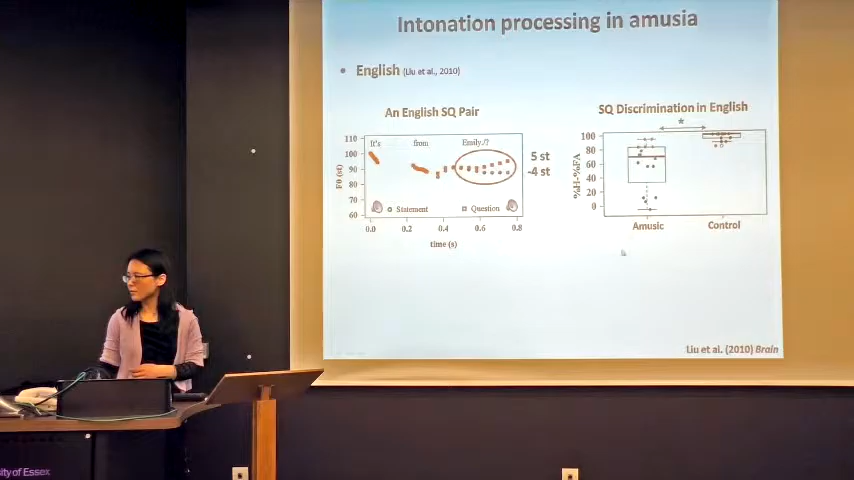 Intonation processing in amusia
• English (Liu et al., 2010)
An English SQ Pair
It's from Emily./?
110
100
90
80
70
60
F0 (st)
5 st
-4 st
Statement Question
0.0 0.2 0.4 0.6 0.8
time (s)
SQ Discrimination in English
*
100
80
60
40
20
0
%H-%FA
Amusic Control
Liu et al. (2010) Brain
sity of Essex